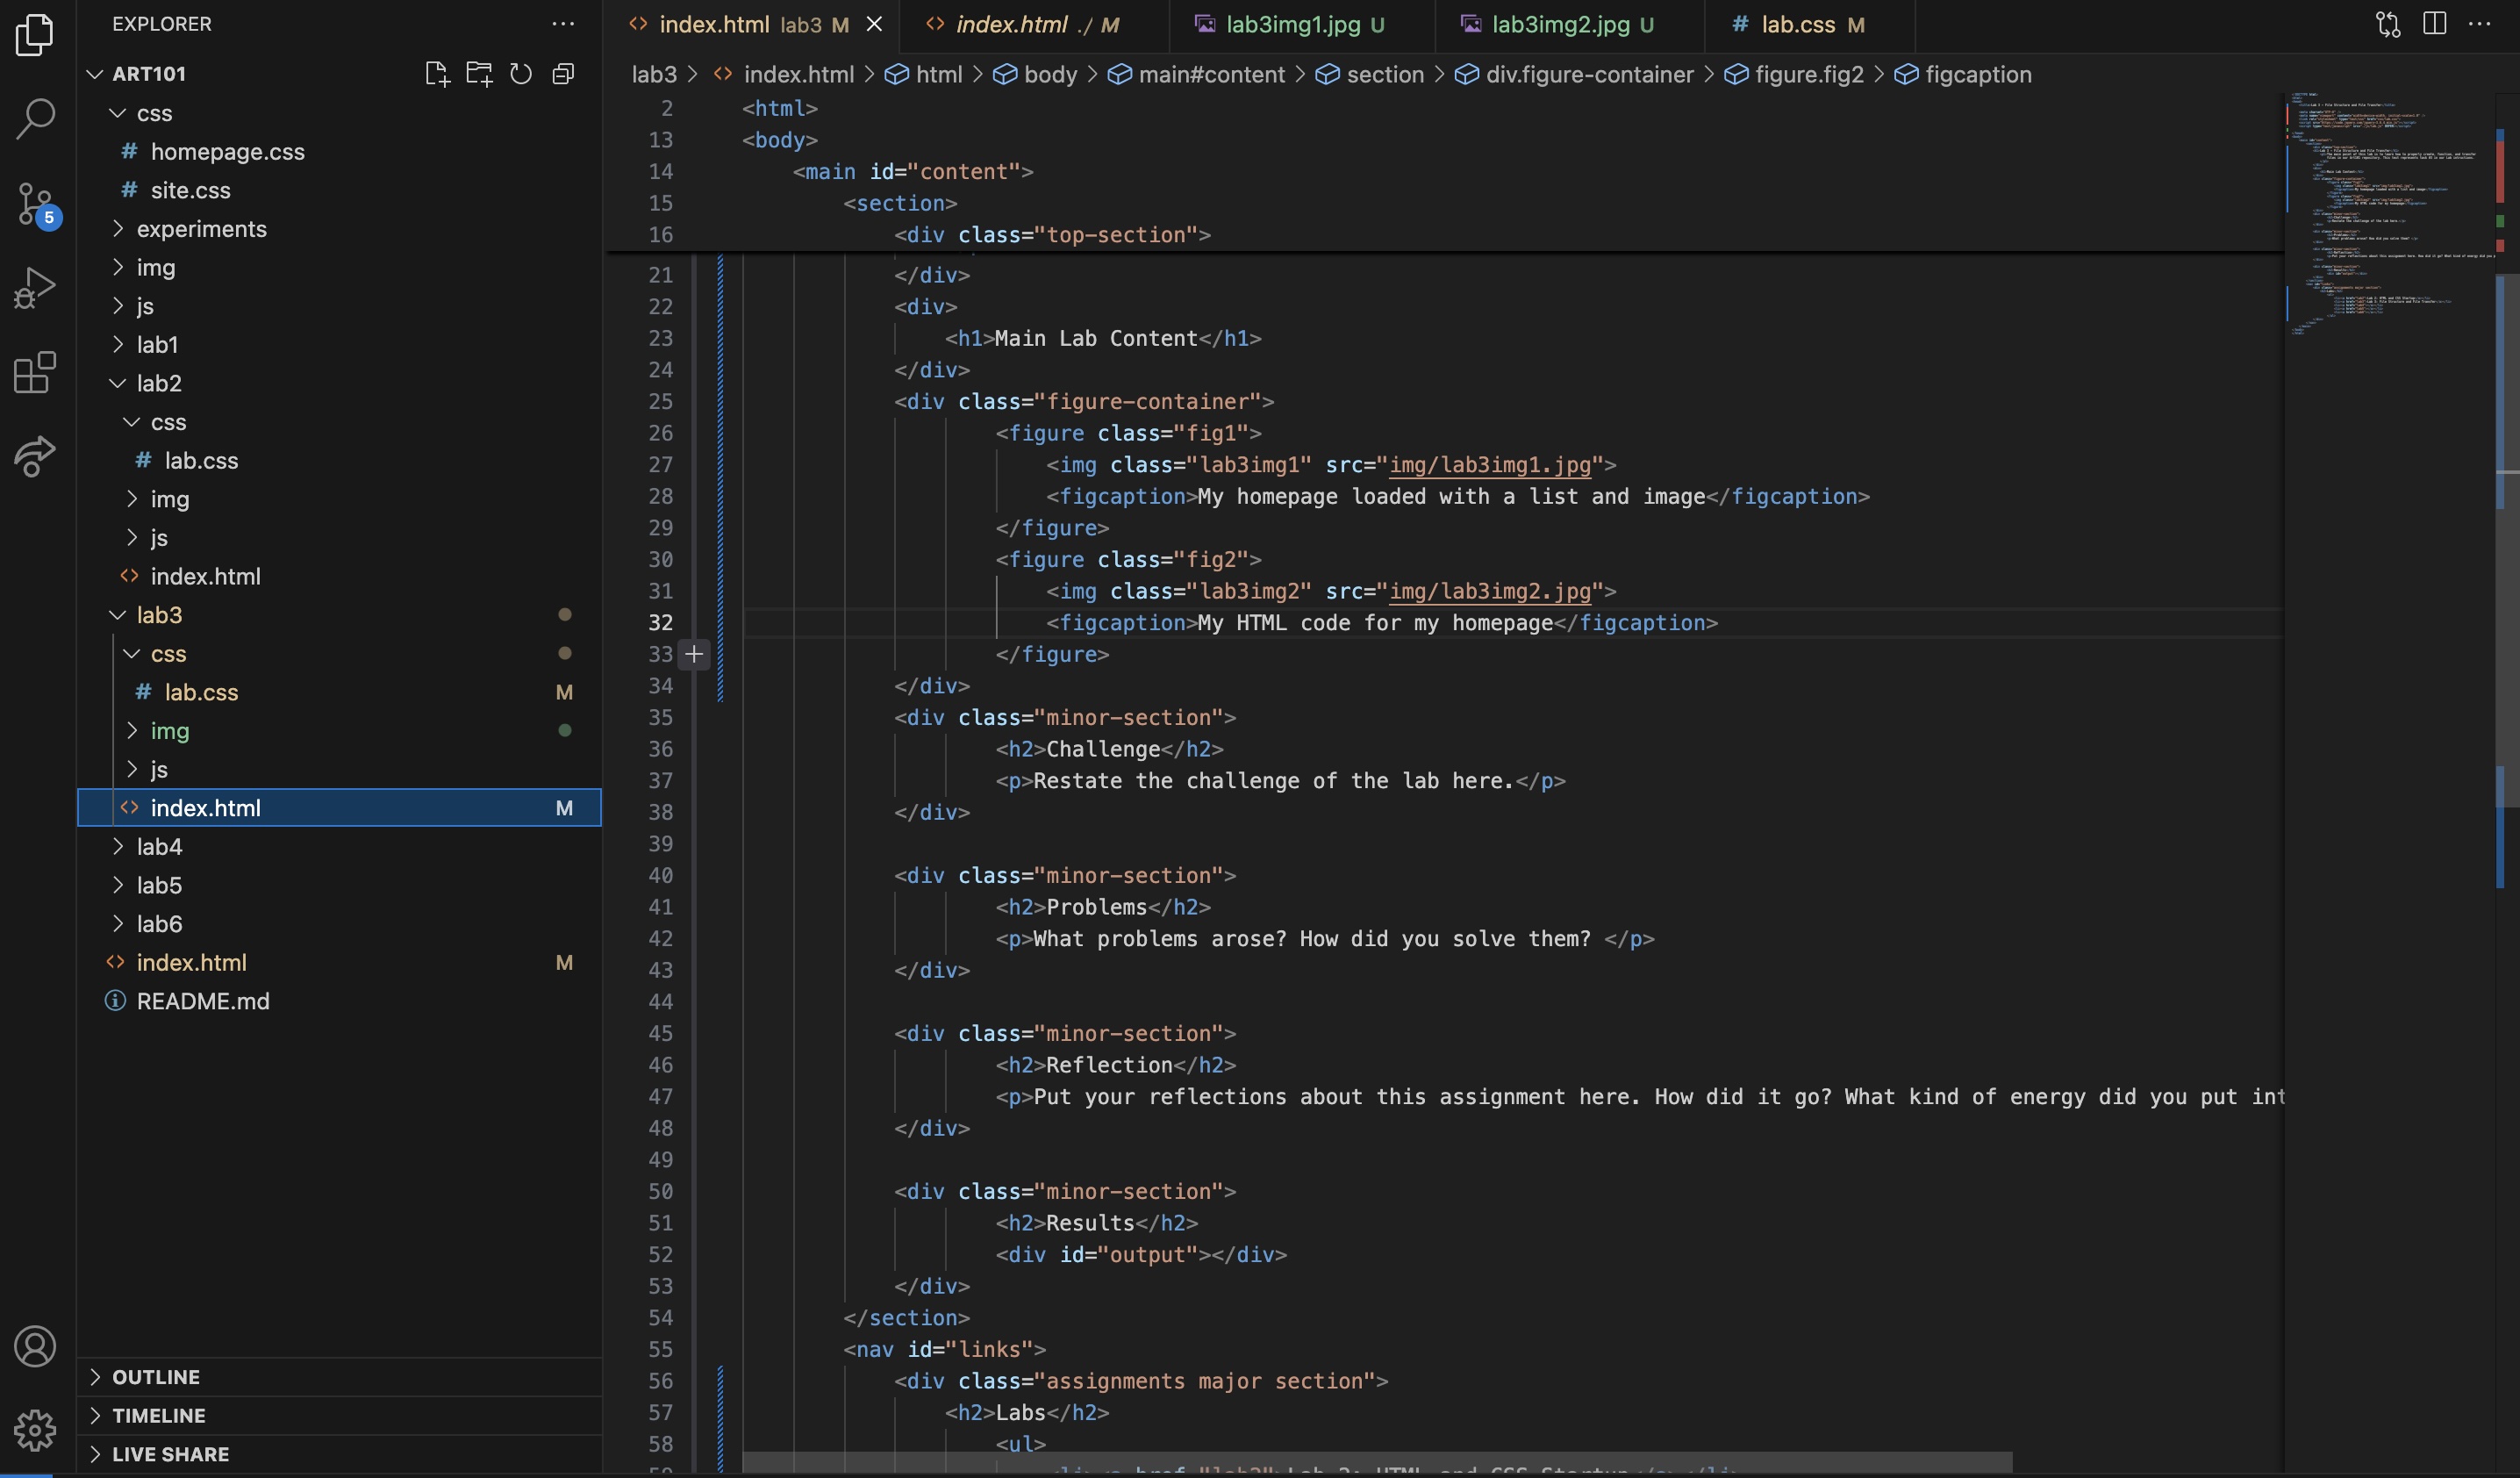 EXPLORER
ART101
css
# homepage.css
# site.css
experiments
img
js
lab1
lab2
css
# lab.css
img
js
<> index.html
lab3
css
# lab.css M
img
js
<> index.html M
lab4
lab5
lab6
<> index.html M
README.md
OUTLINE
TIMELINE
LIVE SHARE
5
<> index.html lab3 M
<> index.html ./ M
lab3img1.jpg U
lab3img2.jpg U
# lab.css M
lab3 > <> index.html > html > body > main#content > section > div.figure-container > figure.fig2 > figcaption
2 <html>
13 <body>
14 <main id="content">
15 <section>
16 <div class="top-section">
21 </div>
22 <div>
23 <h1>Main Lab Content</h1>
24 </div>
25 <div class="figure-container">
26 <figure class="fig1">
27 <img class="lab3img1" src="img/lab3img1.jpg">
28 <figcaption>My homepage loaded with a list and image</figcaption>
29 </figure>
30 <figure class="fig2">
31 <img class="lab3img2" src="img/lab3img2.jpg">
32 <figcaption>My HTML code for my homepage</figcaption>
33 </figure>
34 </div>
35 <div class="minor-section">
36 <h2>Challenge</h2>
37 <p>Restate the challenge of the lab here.</p>
38 </div>
39
40 <div class="minor-section">
41 <h2>Problems</h2>
42 <p>What problems arose? How did you solve them? </p>
43 </div>
44
45 <div class="minor-section">
46 <h2>Reflection</h2>
47 <p>Put your reflections about this assignment here. How did it go? What kind of energy did you put int
48 </div>
49
50 <div class="minor-section">
51 <h2>Results</h2>
52 <div id="output"></div>
53 </div>
54 </section>
55 <nav id="links">
56 <div class="assignments major section">
57 <h2>Labs</h2>
58 <ul>